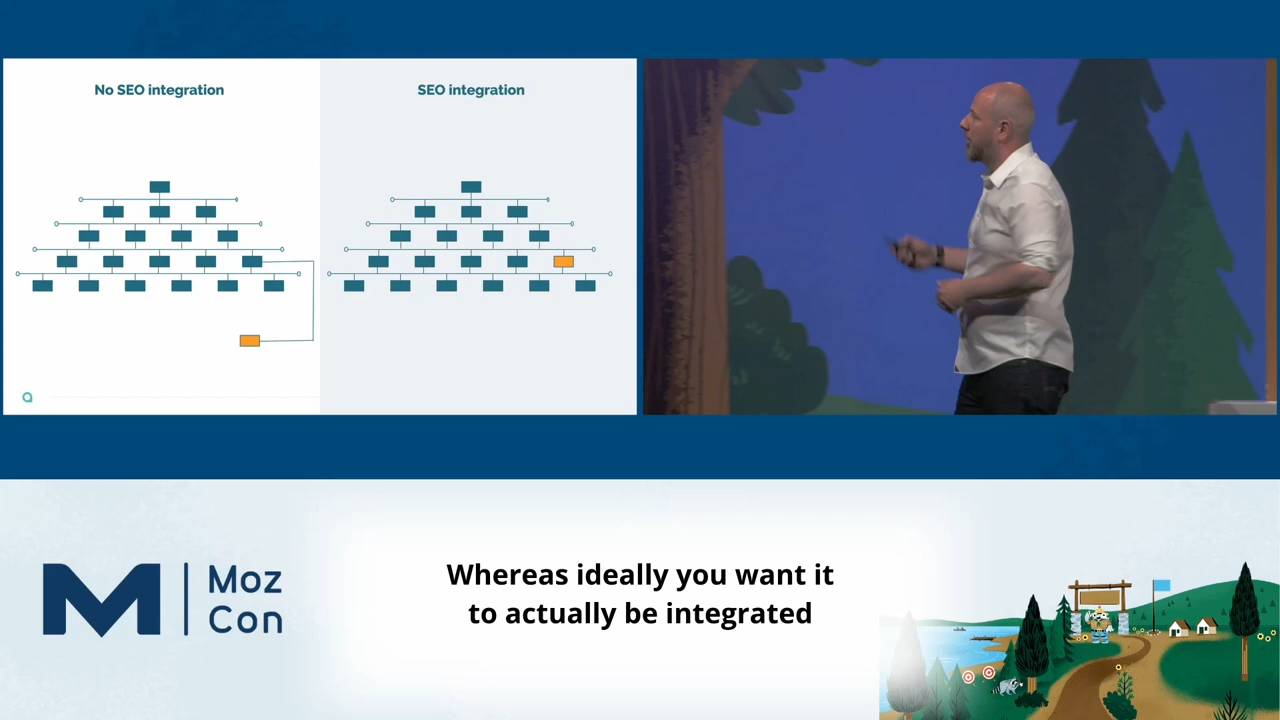 No SEO integration
SEO integration
Moz
Con
Whereas ideally you want it
to actually be integrated